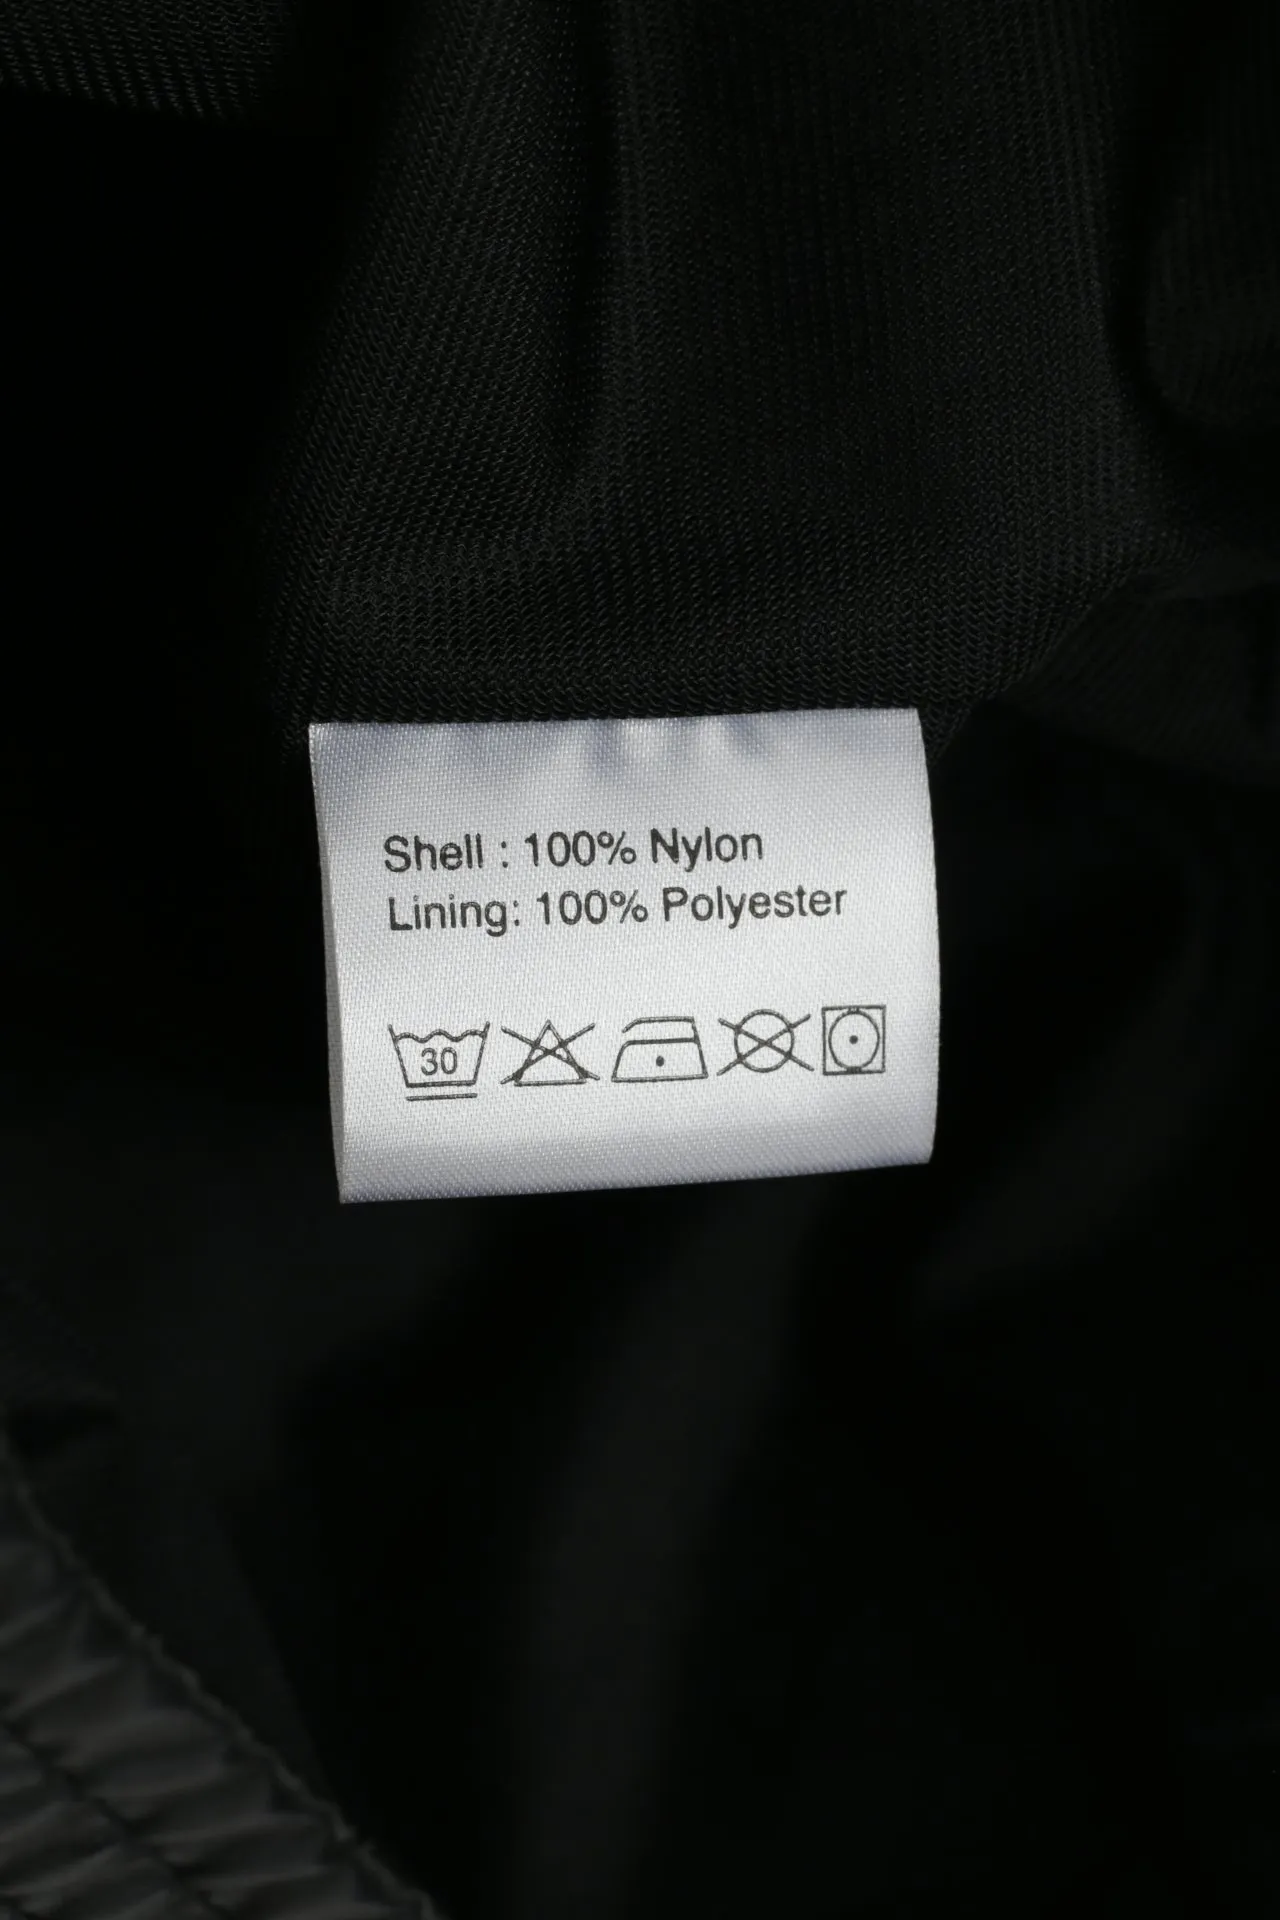 Shell : 100% Nylon
Lining: 100% Polyester
30